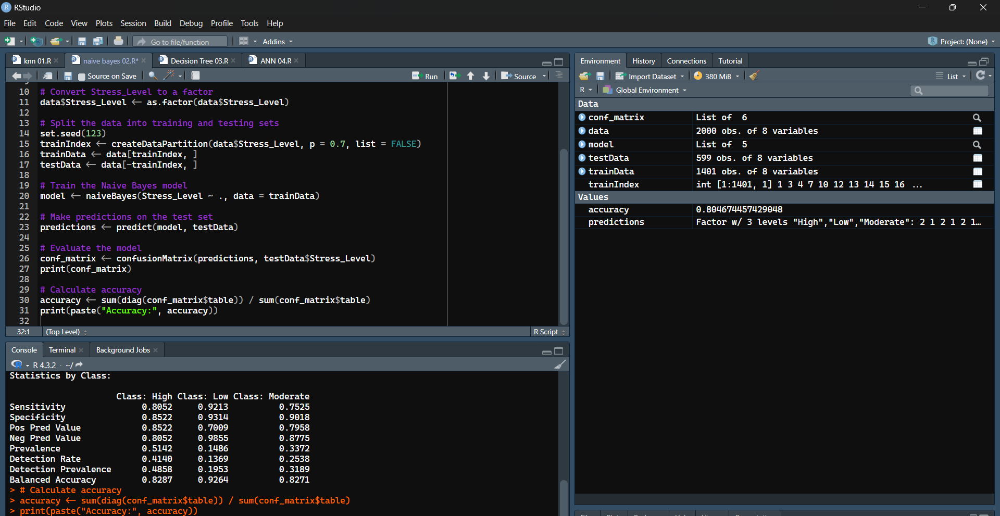 RStudio
File Edit Code View Plots Session Build Debug Profile Tools Help
Go to file/function Addins Project: (None)
knn 01.R naive bayes 02.R* Decision Tree 03.R ANN 04.R
Source on Save Run Source
10 # Convert Stress_Level to a factor
11 data$Stress_Level <- as.factor(data$Stress_Level)
12
13 # Split the data into training and testing sets
14 set.seed(123)
15 trainIndex <- createDataPartition(data$Stress_Level, p = 0.7, list = FALSE)
16 trainData <- data[trainIndex, ]
17 testData <- data[-trainIndex, ]
18
19 # Train the Naive Bayes model
20 model <- naiveBayes(Stress_Level ~ ., data = trainData)
21
22 # Make predictions on the test set
23 predictions <- predict(model, testData)
24
25 # Evaluate the model
26 conf_matrix <- confusionMatrix(predictions, testData$Stress_Level)
27 print(conf_matrix)
28
29 # Calculate accuracy
30 accuracy <- sum(diag(conf_matrix$table)) / sum(conf_matrix$table)
31 print(paste("Accuracy:", accuracy))
32
32:1 (Top Level) R Script
Console Terminal Background Jobs
R 4.3.2 · ~/
Statistics by Class:
Class: High Class: Low Class: Moderate
Sensitivity 0.8052 0.9213 0.7525
Specificity 0.8522 0.9314 0.9018
Pos Pred Value 0.8522 0.7009 0.7958
Neg Pred Value 0.8052 0.9855 0.8775
Prevalence 0.5142 0.1486 0.3372
Detection Rate 0.4140 0.1369 0.2538
Detection Prevalence 0.4858 0.1953 0.3189
Balanced Accuracy 0.8287 0.9264 0.8271
> # Calculate accuracy
> accuracy <- sum(diag(conf_matrix$table)) / sum(conf_matrix$table)
> print(paste("Accuracy:", accuracy))
Environment History Connections Tutorial
Import Dataset 380 MiB List
R Global Environment
Data
conf_matrix List of 6
data 2000 obs. of 8 variables
model List of 5
testData 599 obs. of 8 variables
trainData 1401 obs. of 8 variables
trainIndex int [1:1401, 1] 1 3 4 7 10 12 13 14 15 16 ...
Values
accuracy 0.804674457429048
predictions Factor w/ 3 levels "High","Low","Moderate": 2 1 2 1 2 1…